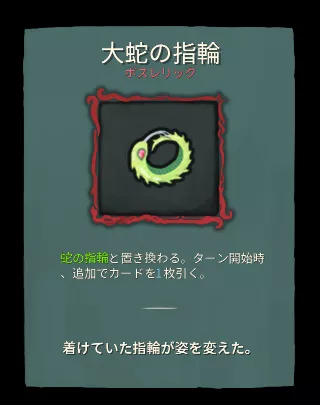 大蛇の指輪
ボスレリック
蛇の指輪と置き換わる。ターン開始時
、追加でカードを1枚引く。
着けていた指輪が姿を変えた。